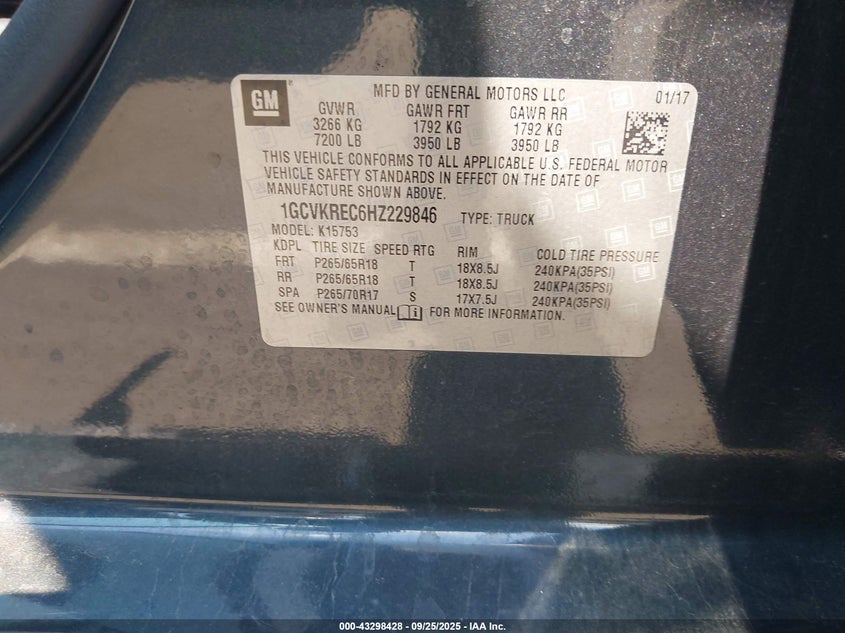 GM
MFD BY GENERAL MOTORS LLC 01/17
GVWR GAWR FRT GAWR RR
3266 KG 1792 KG 1792 KG
7200 LB 3950 LB 3950 LB
THIS VEHICLE CONFORMS TO ALL APPLICABLE U.S. FEDERAL MOTOR
VEHICLE SAFETY STANDARDS IN EFFECT ON THE DATE OF
MANUFACTURE SHOWN ABOVE.
1GCVKREC6HZ229846 TYPE: TRUCK
MODEL: K15753
KDPL TIRE SIZE SPEED RTG RIM COLD TIRE PRESSURE
FRT P265/65R18 T 18X8.5J 240KPA(35PSI)
RR P265/65R18 T 18X8.5J 240KPA(35PSI)
SPA P265/70R17 S 17X7.5J 240KPA(35PSI)
SEE OWNER'S MANUAL FOR MORE INFORMATION.
000-43298428 - 09/25/2025 - IAA Inc.